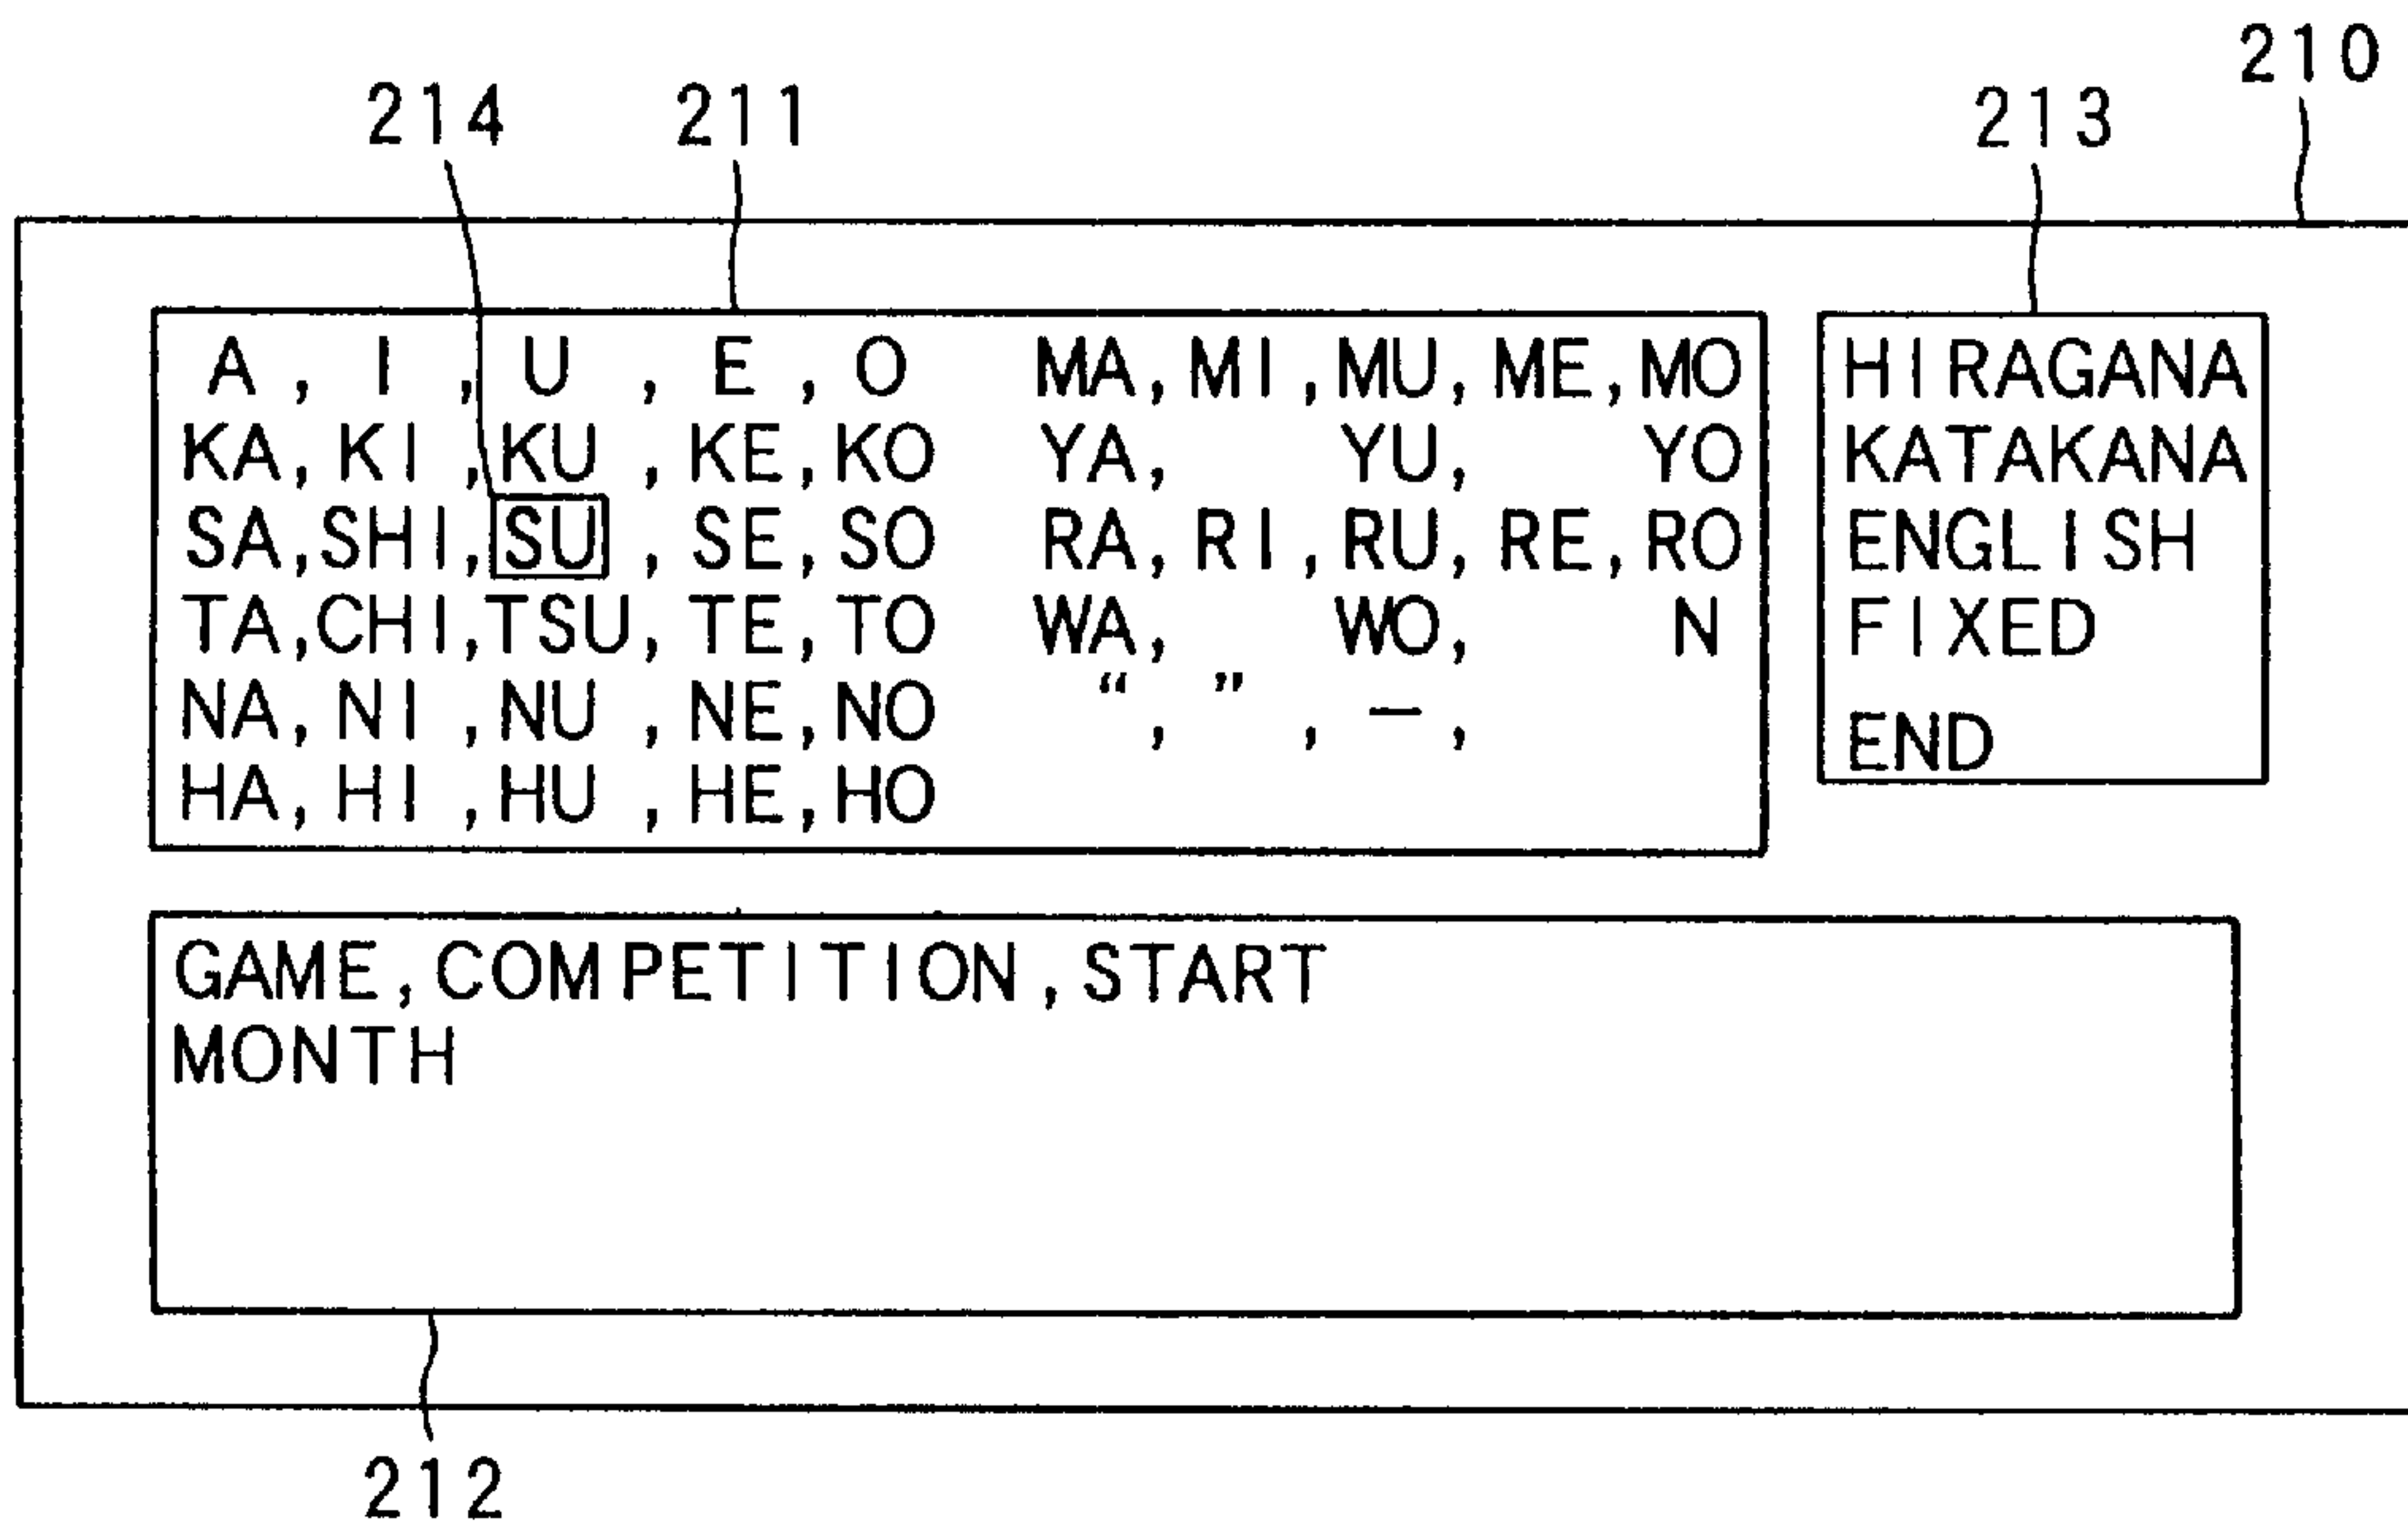 210
214 211 213
A , I , U , E , O MA, MI, MU, ME, MO
KA, KI , KU , KE, KO YA, YU, YO
SA, SHI, SU , SE, SO RA, RI, RU, RE, RO
TA, CHI, TSU, TE, TO WA, WO, N
NA, NI , NU , NE, NO “, ”, —,
HA, HI , HU , HE, HO
HIRAGANA
KATAKANA
ENGLISH
FIXED
END
GAME, COMPETITION, START
MONTH
212